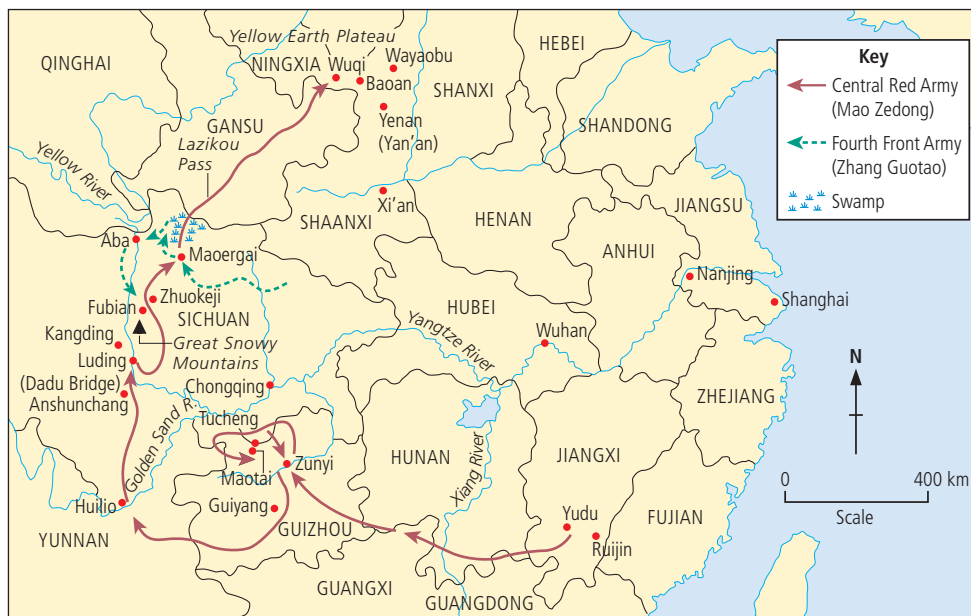 Yellow Earth Plateau
QINGHAI
NINGXIA
Wuqi
Wayaobu
Baoan
HEBEI
SHANXI
GANSU
Yenan
(Yan'an)
Lazikou
Pass
SHANDONG
Yellow River
Xi'an
SHAANXI
HENAN
JIANGSU
Aba
Maoergai
ANHUI
Nanjing
Shanghai
Zhuokeji
Fubian
SICHUAN
HUBEI
Great Snowy
Mountains
Kangding
Luding
(Dadu Bridge)
Anshunchang
Yangtze River
Wuhan
Chongqing
ZHEJIANG
Golden Sand R.
Tucheng
Maotai
Zunyi
HUNAN
Xiang River
JIANGXI
Huilio
Guiyang
GUIZHOU
Yudu
Ruijin
FUJIAN
YUNNAN
GUANGXI
GUANGDONG
Key
Central Red Army
(Mao Zedong)
Fourth Front Army
(Zhang Guotao)
Swamp
N
0
400 km
Scale